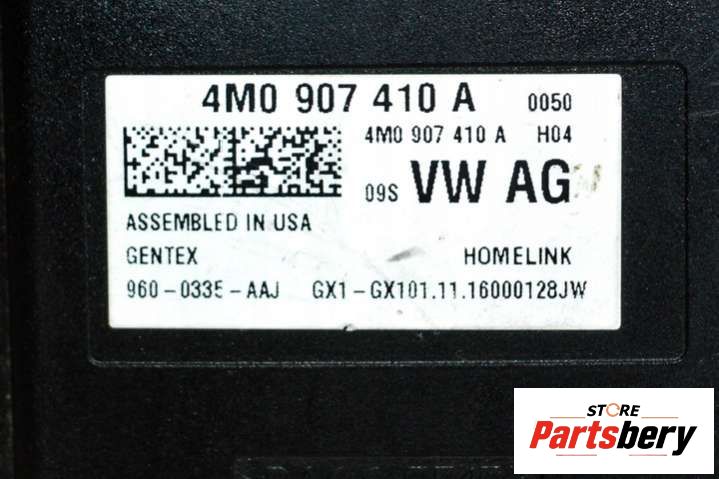 4M0 907 410 A 0050
4M0 907 410 A H04
09S VW AG
ASSEMBLED IN USA
GENTEX HOMELINK
960-0335-AAJ GX1-GX101.11.16000128JW
STORE
Partsbery